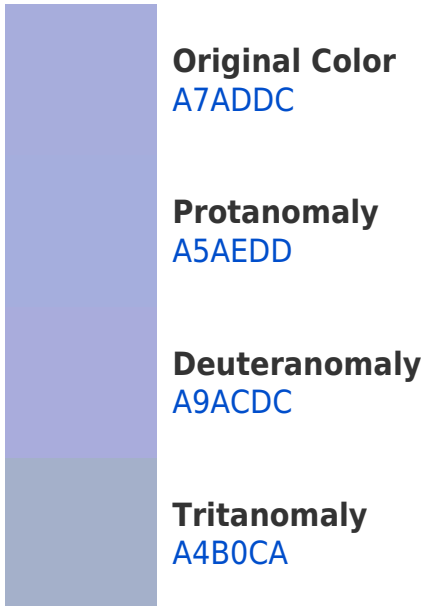 Original Color
A7ADDC
Protanomaly
A5AEDD
Deuteranomaly
A9ACDC
Tritanomaly
A4B0CA